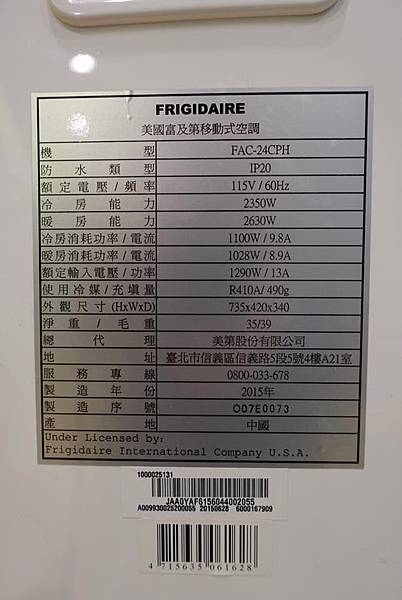 FRIGIDAIRE
美國富及第移動式空調
機型 FAC-24CPH
防水類型 IP20
額定電壓/頻率 115V/60Hz
冷房能力 2350W
暖房能力 2630W
冷房消耗功率/電流 1100W/9.8A
暖房消耗功率/電流 1028W/8.9A
額定輸入電壓/功率 1290W/13A
使用冷媒/充填量 R410A/490g
外觀尺寸(HxWxD) 735x420x340
淨重/毛重 35/39
總代理 美第股份有限公司
地址 臺北市信義區信義路5段5號4樓A21室
服務專線 0800-033-678
製造年份 2015年
製造序號 O07E0073
產地 中國
Under Licensed by:
Frigidaire International Company U.S.A.
1000025131
JAA0YAF6156044002055
A00993002520005​5 20150628 6000167909
4 715635 061628